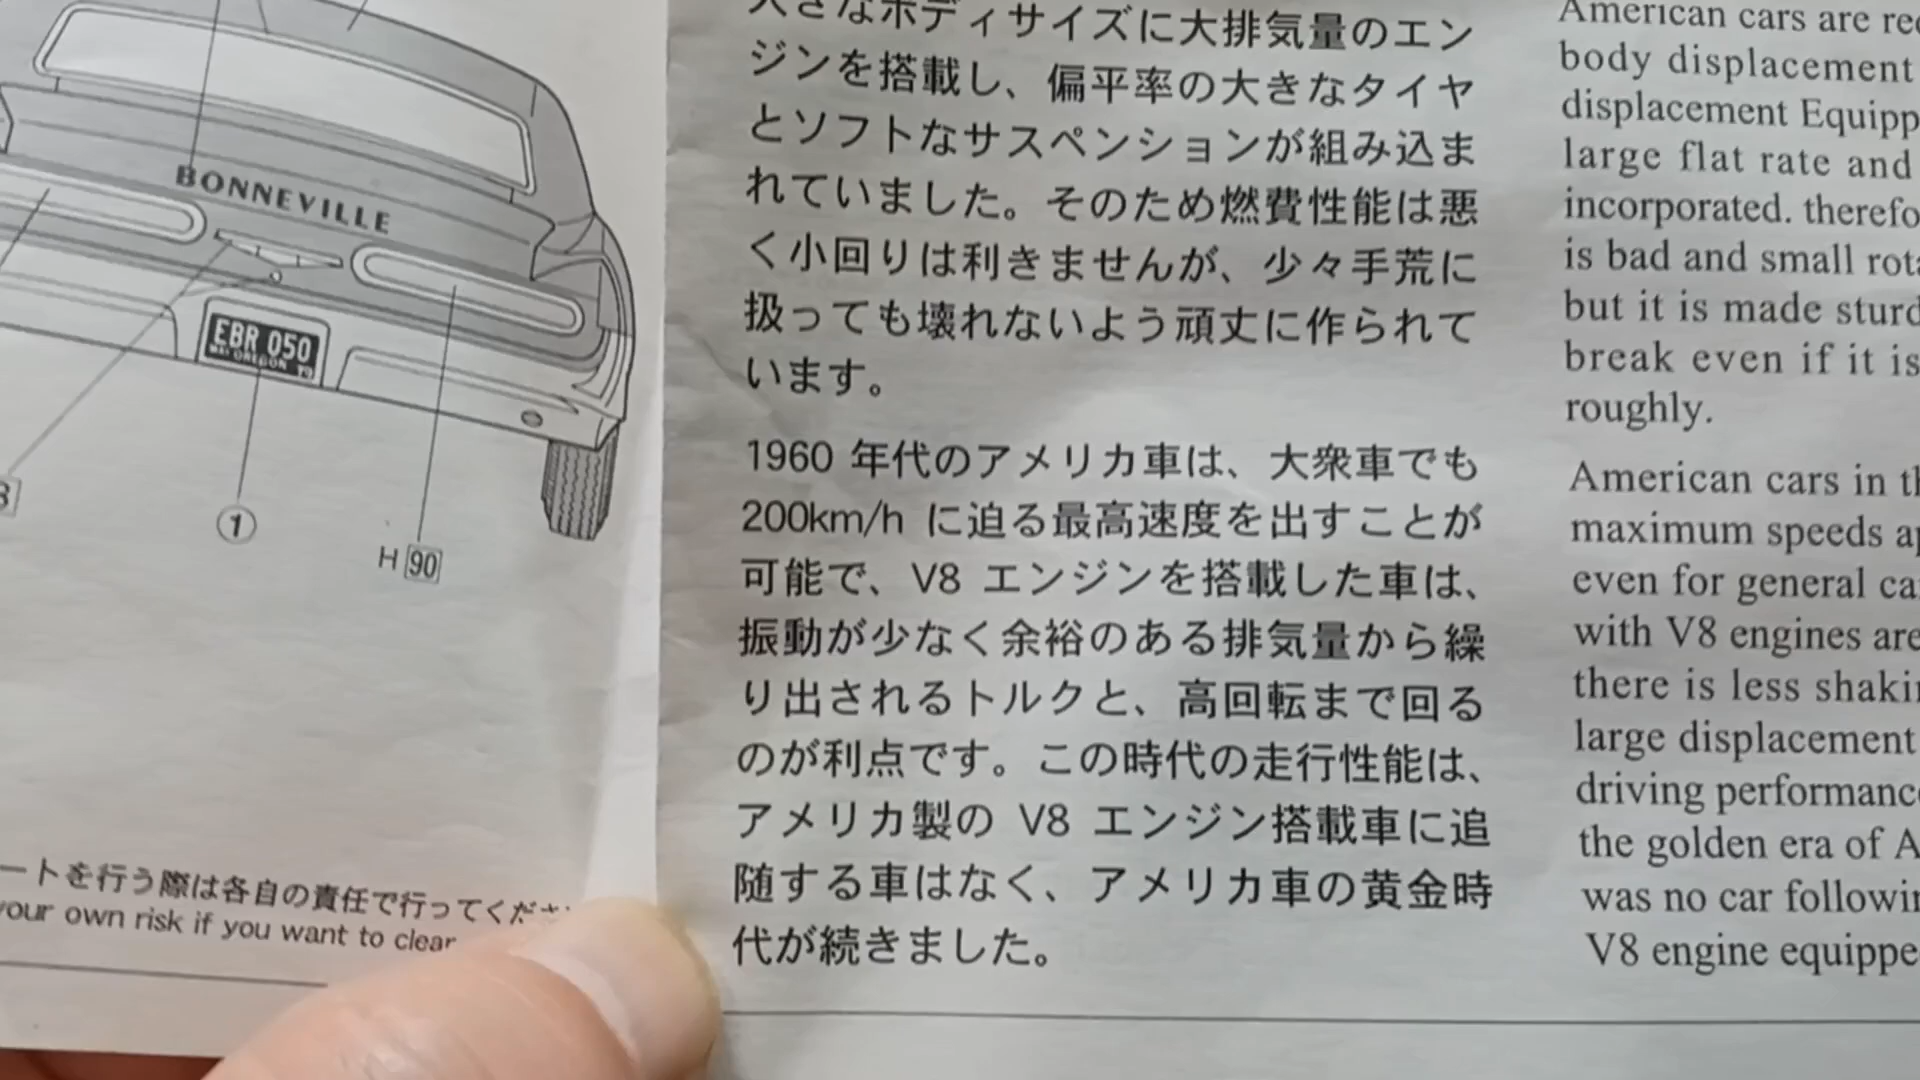 BONNEVILLE
EBR 050
OREGON
①
H 90
ートを行う際は各自の責任で行ってくださ
your own risk if you want to clear
大きなボディサイズに大排気量のエン
ジンを搭載し、偏平率の大きなタイヤ
とソフトなサスペンションが組み込ま
れていました。そのため燃費性能は悪
く小回りは利きませんが、少々手荒に
扱っても壊れないよう頑丈に作られて
います。
1960 年代のアメリカ車は、大衆車でも
200km/h に迫る最高速度を出すことが
可能で、V8 エンジンを搭載した車は、
振動が少なく余裕のある排気量から繰
り出されるトルクと、高回転まで回る
のが利点です。この時代の走行性能は、
アメリカ製の V8 エンジン搭載車に追
随する車はなく、アメリカ車の黄金時
代が続きました。
American cars are
body displacement
displacement Equipp
large flat rate and
incorporated. therefo
is bad and small rota
but it is made sturd
break even if it is
roughly.
American cars in th
maximum speeds ap
even for general ca
with V8 engines are
there is less shakin
large displacement
driving performance
the golden era of A
was no car followin
V8 engine equippe